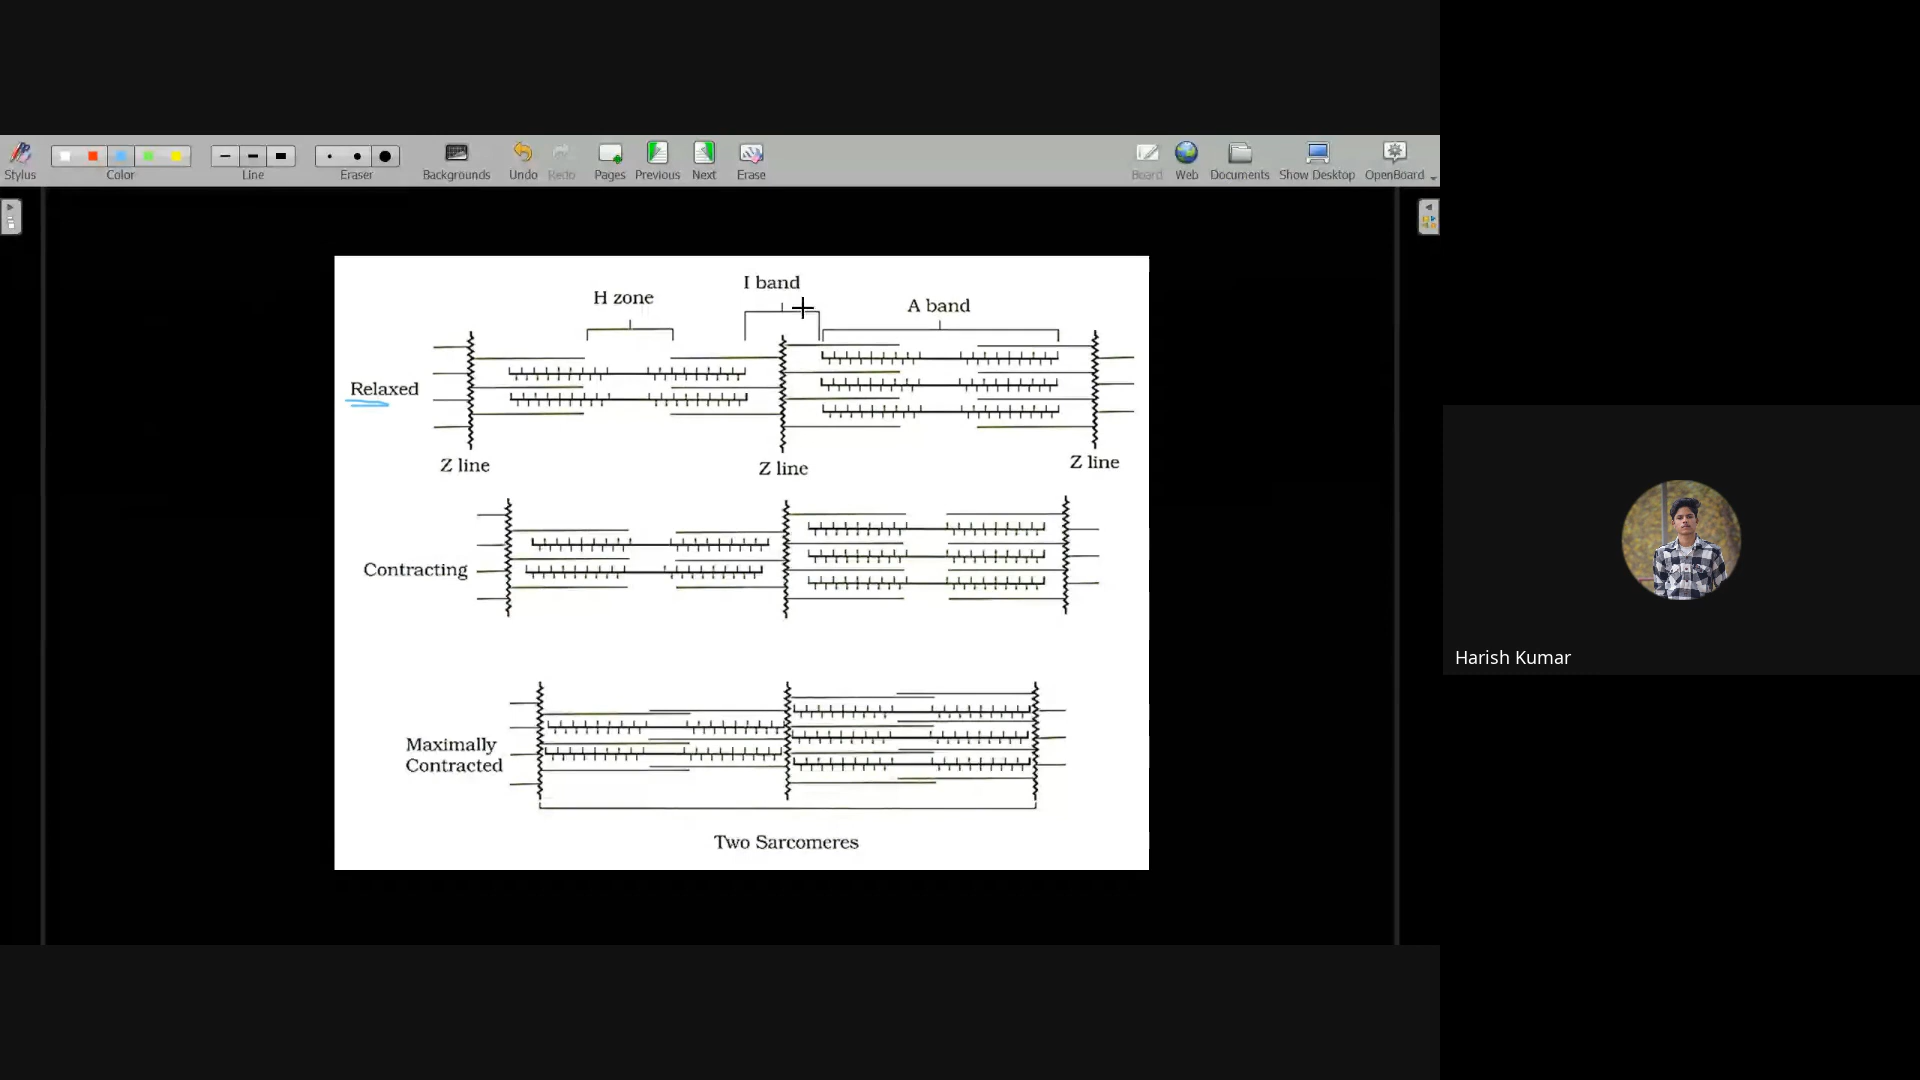 Stylus Color Line Eraser Backgrounds Undo Redo Pages Previous Next Erase Board Web Documents Show Desktop OpenBoard
I band
H zone
A band
Relaxed
Z line
Z line
Z line
Contracting
Harish Kumar
Maximally
Contracted
Two Sarcomeres